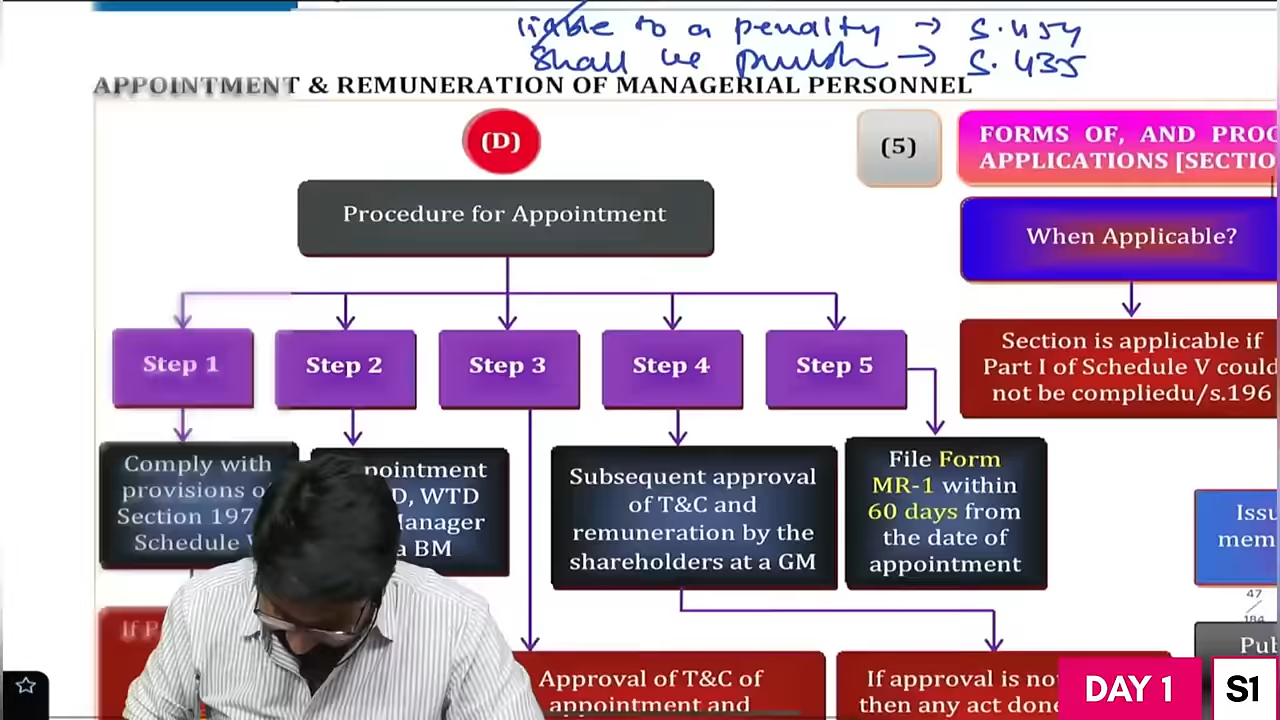 liable to a penalty → S.454
shall be punish → S.435
APPOINTMENT & REMUNERATION OF MANAGERIAL PERSONNEL
(D)
Procedure for Appointment
Step 1
Step 2
Step 3
Step 4
Step 5
Comply with
provisions of
Section 197
Schedule
pointment
D, WTD
Manager
a BM
Subsequent approval
of T&C and
remuneration by the
shareholders at a GM
File Form
MR-1 within
60 days from
the date of
appointment
If
Approval of T&C of
appointment and
If approval is no
then any act done
(5)
FORMS OF, AND PROC
APPLICATIONS [SECTIO
When Applicable?
Section is applicable if
Part I of Schedule V could
not be compliedu/s.196
Issu
mem
47
184
Pub
DAY 1
S1